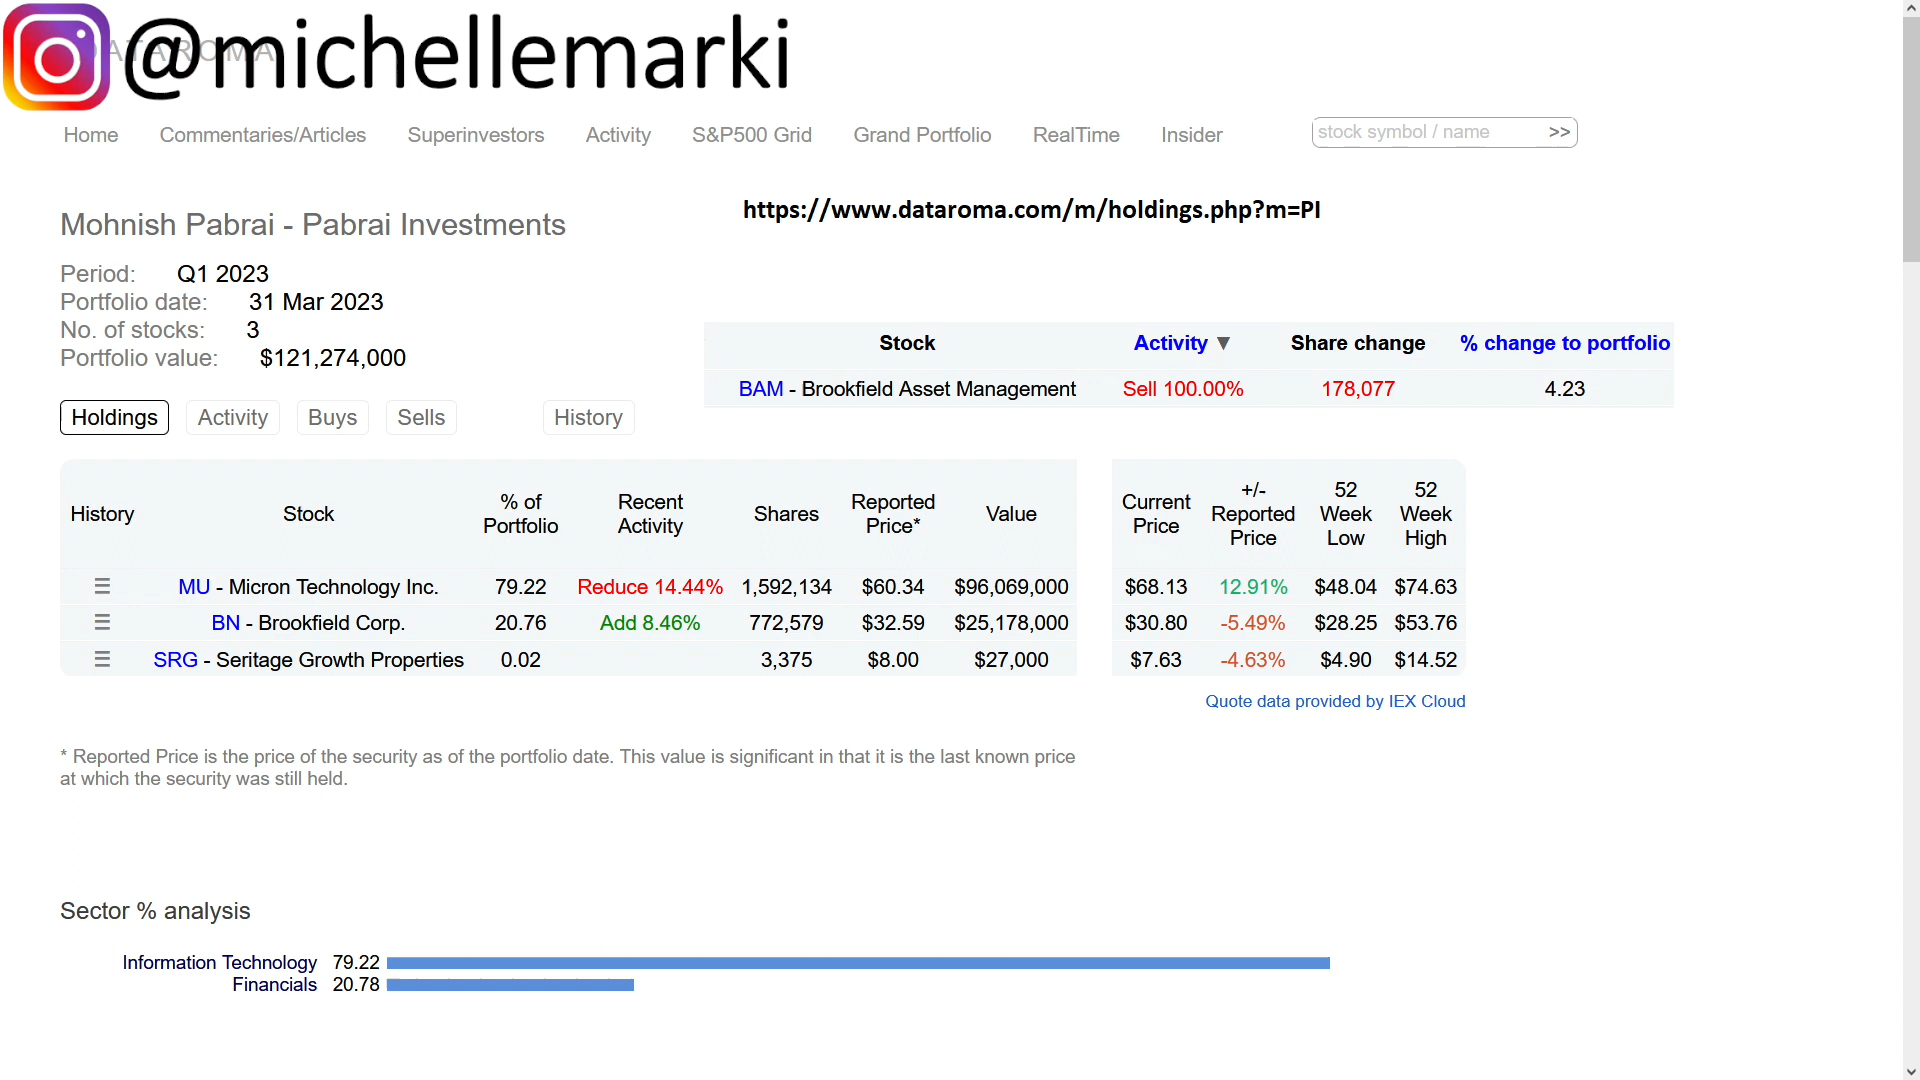 DATAROMA
@michellemarki
Home Commentaries/Articles Superinvestors Activity S&P500 Grid Grand Portfolio RealTime Insider stock symbol / name >>
https://www.dataroma.com/m/holdings.php?m=PI
Mohnish Pabrai - Pabrai Investments
Period: Q1 2023
Portfolio date: 31 Mar 2023
No. of stocks: 3
Portfolio value: $121,274,000
Stock Activity ▼ Share change % change to portfolio
BAM - Brookfield Asset Management Sell 100.00% 178,077 4.23
Holdings Activity Buys Sells History
History Stock % of Portfolio Recent Activity Shares Reported Price* Value Current Price +/- Reported Price 52 Week Low 52 Week High
≡ MU - Micron Technology Inc. 79.22 Reduce 14.44% 1,592,134 $60.34 $96,069,000 $68.13 12.91% $48.04 $74.63
≡ BN - Brookfield Corp. 20.76 Add 8.46% 772,579 $32.59 $25,178,000 $30.80 -5.49% $28.25 $53.76
≡ SRG - Seritage Growth Properties 0.02 3,375 $8.00 $27,000 $7.63 -4.63% $4.90 $14.52
Quote data provided by IEX Cloud
* Reported Price is the price of the security as of the portfolio date. This value is significant in that it is the last known price
at which the security was still held.
Sector % analysis
Information Technology 79.22
Financials 20.78